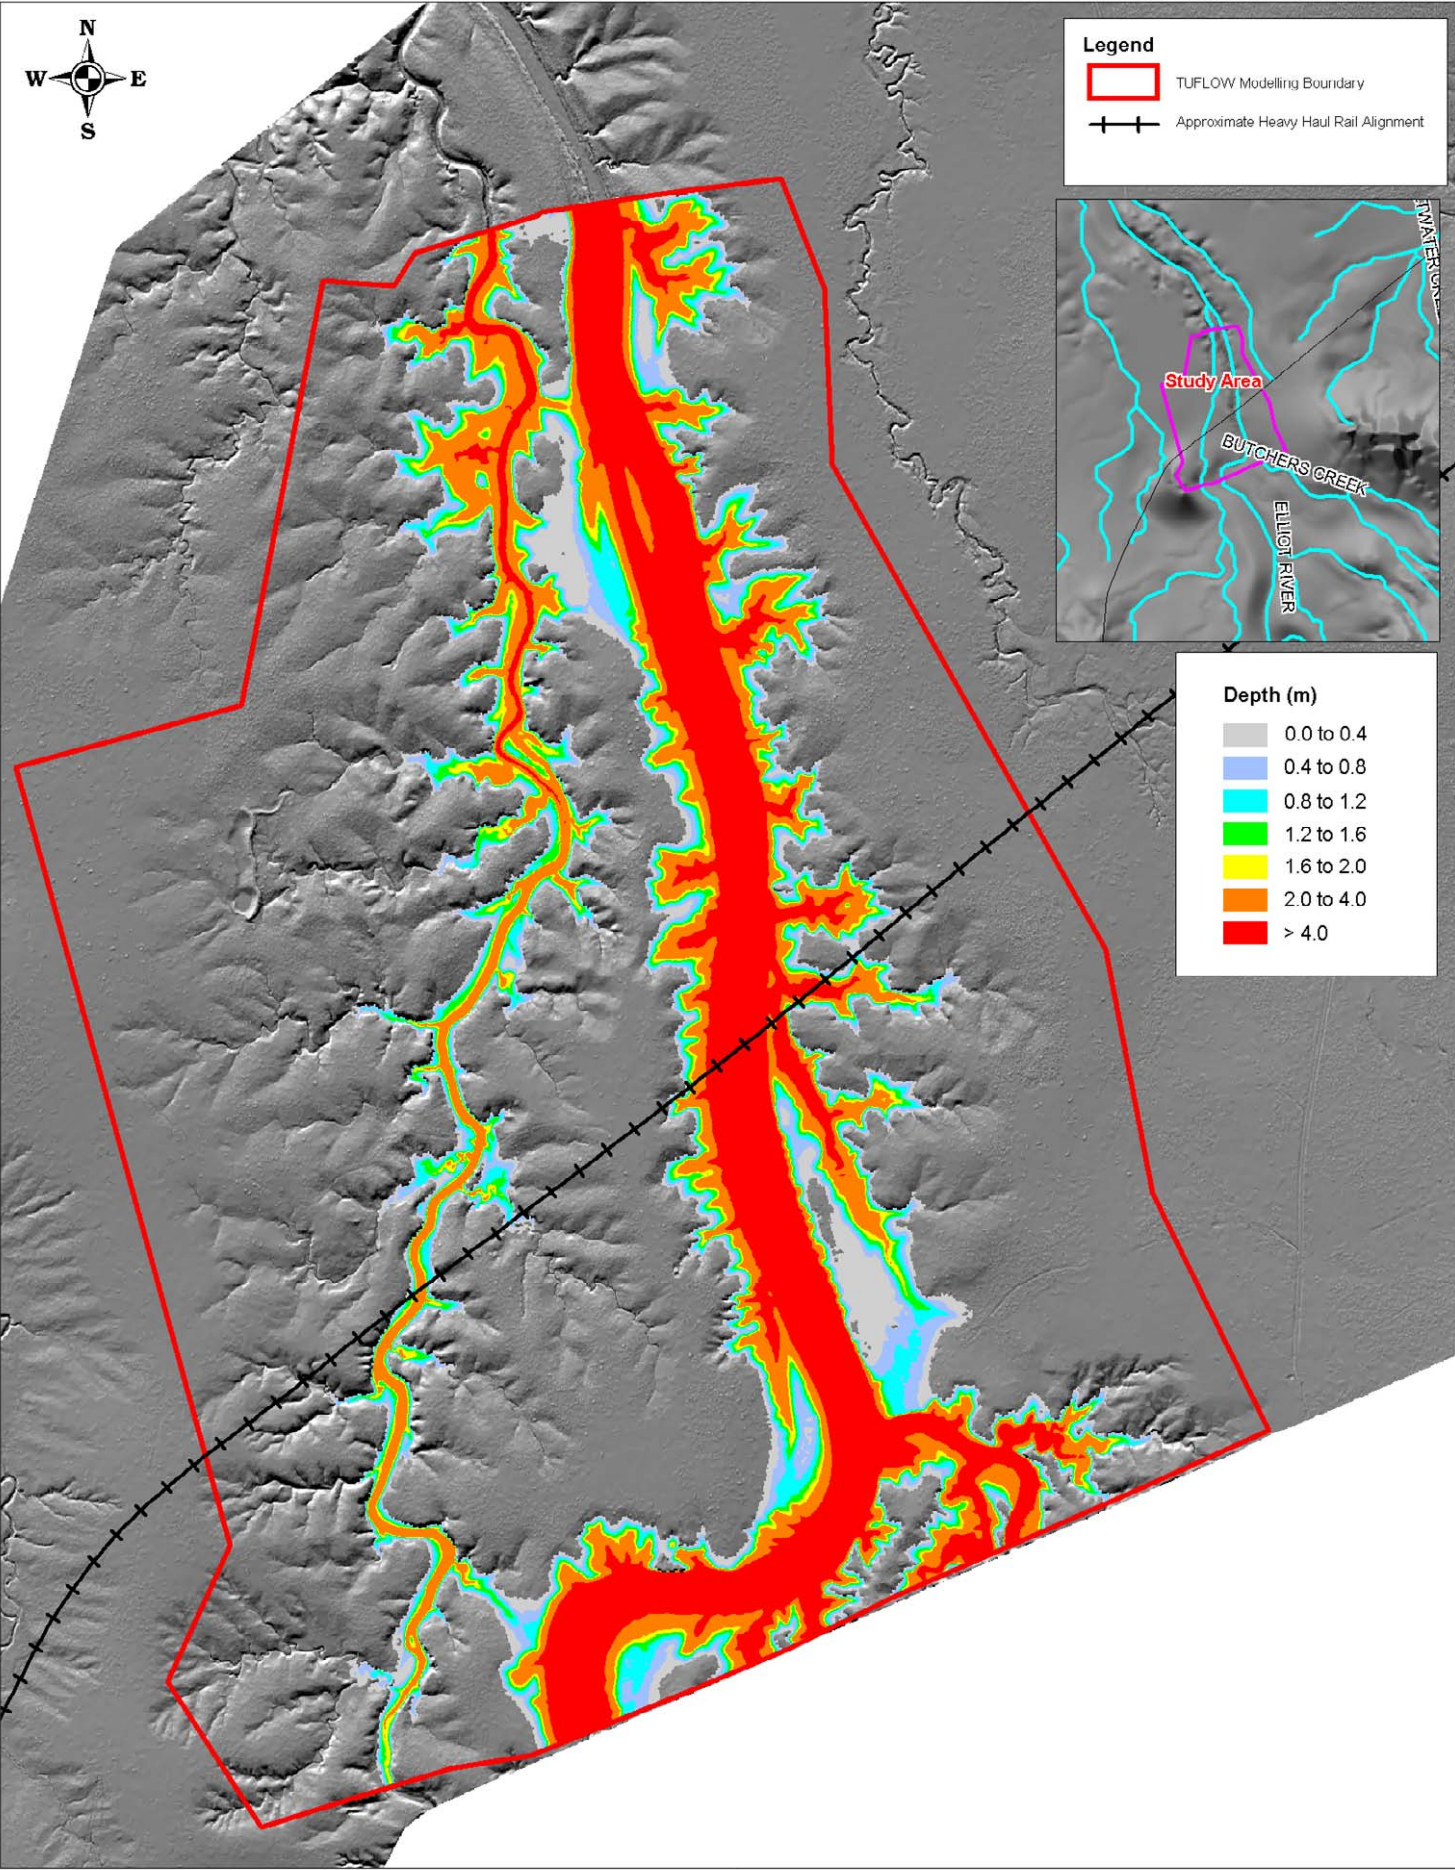 N
W E
S
Legend
TUFLOW Modelling Boundary
Approximate Heavy Haul Rail Alignment
Study Area
BUTCHERS CREEK
ELLIOT RIVER
Depth (m)
0.0 to 0.4
0.4 to 0.8
0.8 to 1.2
1.2 to 1.6
1.6 to 2.0
2.0 to 4.0
> 4.0